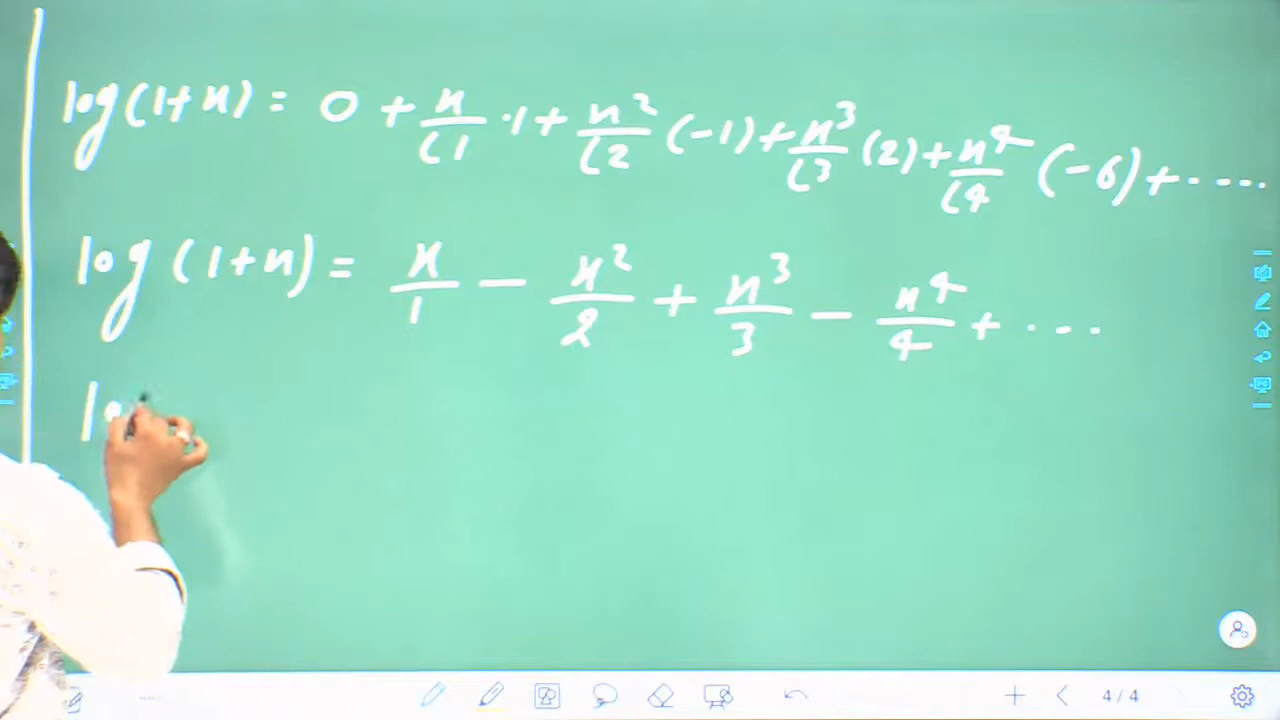 log(1+x) = 0 + x/⌊1 · 1 + x²/⌊2 (-1) + x³/⌊3 (2) + x⁴/⌊4 (-6) + .....
log (1+x) = x/1 - x²/2 + x³/3 - x⁴/4 + ....
lo
4/4